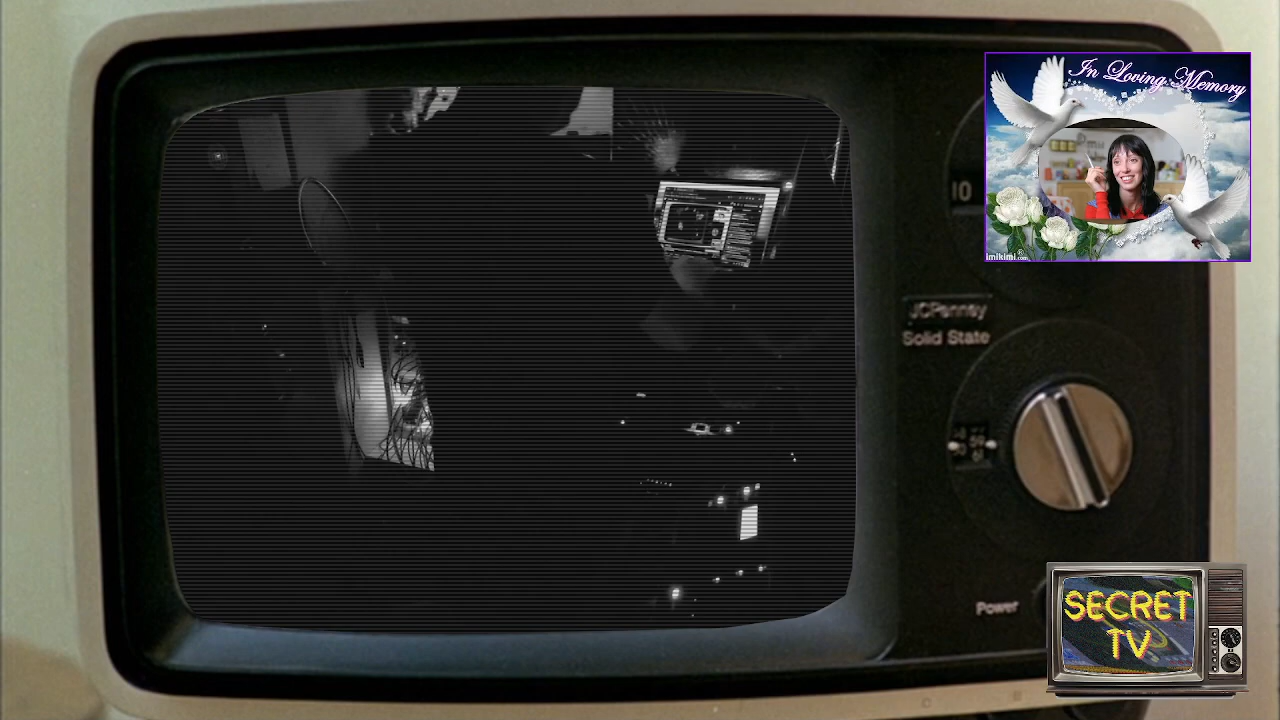 In Loving Memory
10
imikimi.com
JCPenney
Solid State
Power
SECRET
TV